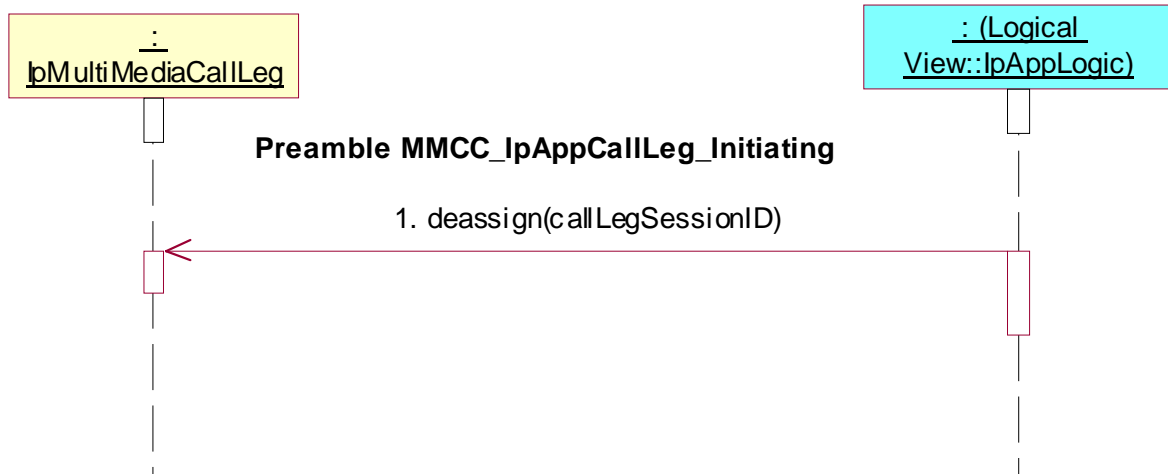 :
IpMultiMediaCallLeg
: (Logical
View::IpAppLogic)
Preamble MMCC_IpAppCallLeg_Initiating
1. deassign(callLegSessionID)